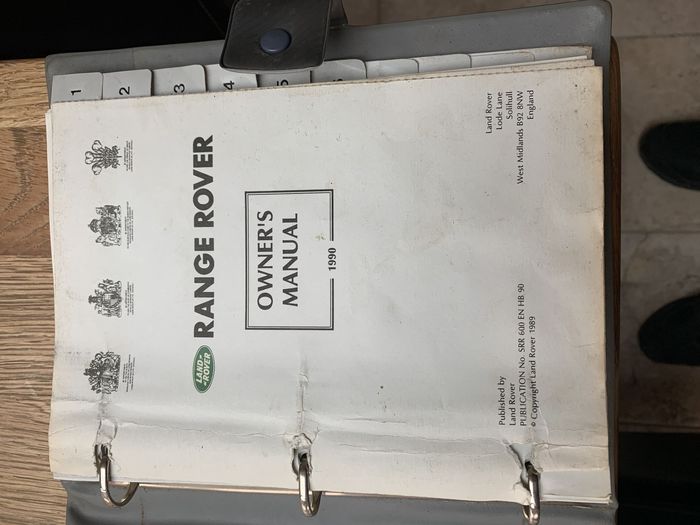 1
2
3
4
5
RANGE ROVER
LAND-
-ROVER
OWNER'S
MANUAL
1990
Published by
Land Rover
PUBLICATION No. SRR 600 EN HB 90
© Copyright Land Rover 1989
Land Rover
Lode Lane
Solihull
West Midlands B92 8NW
England